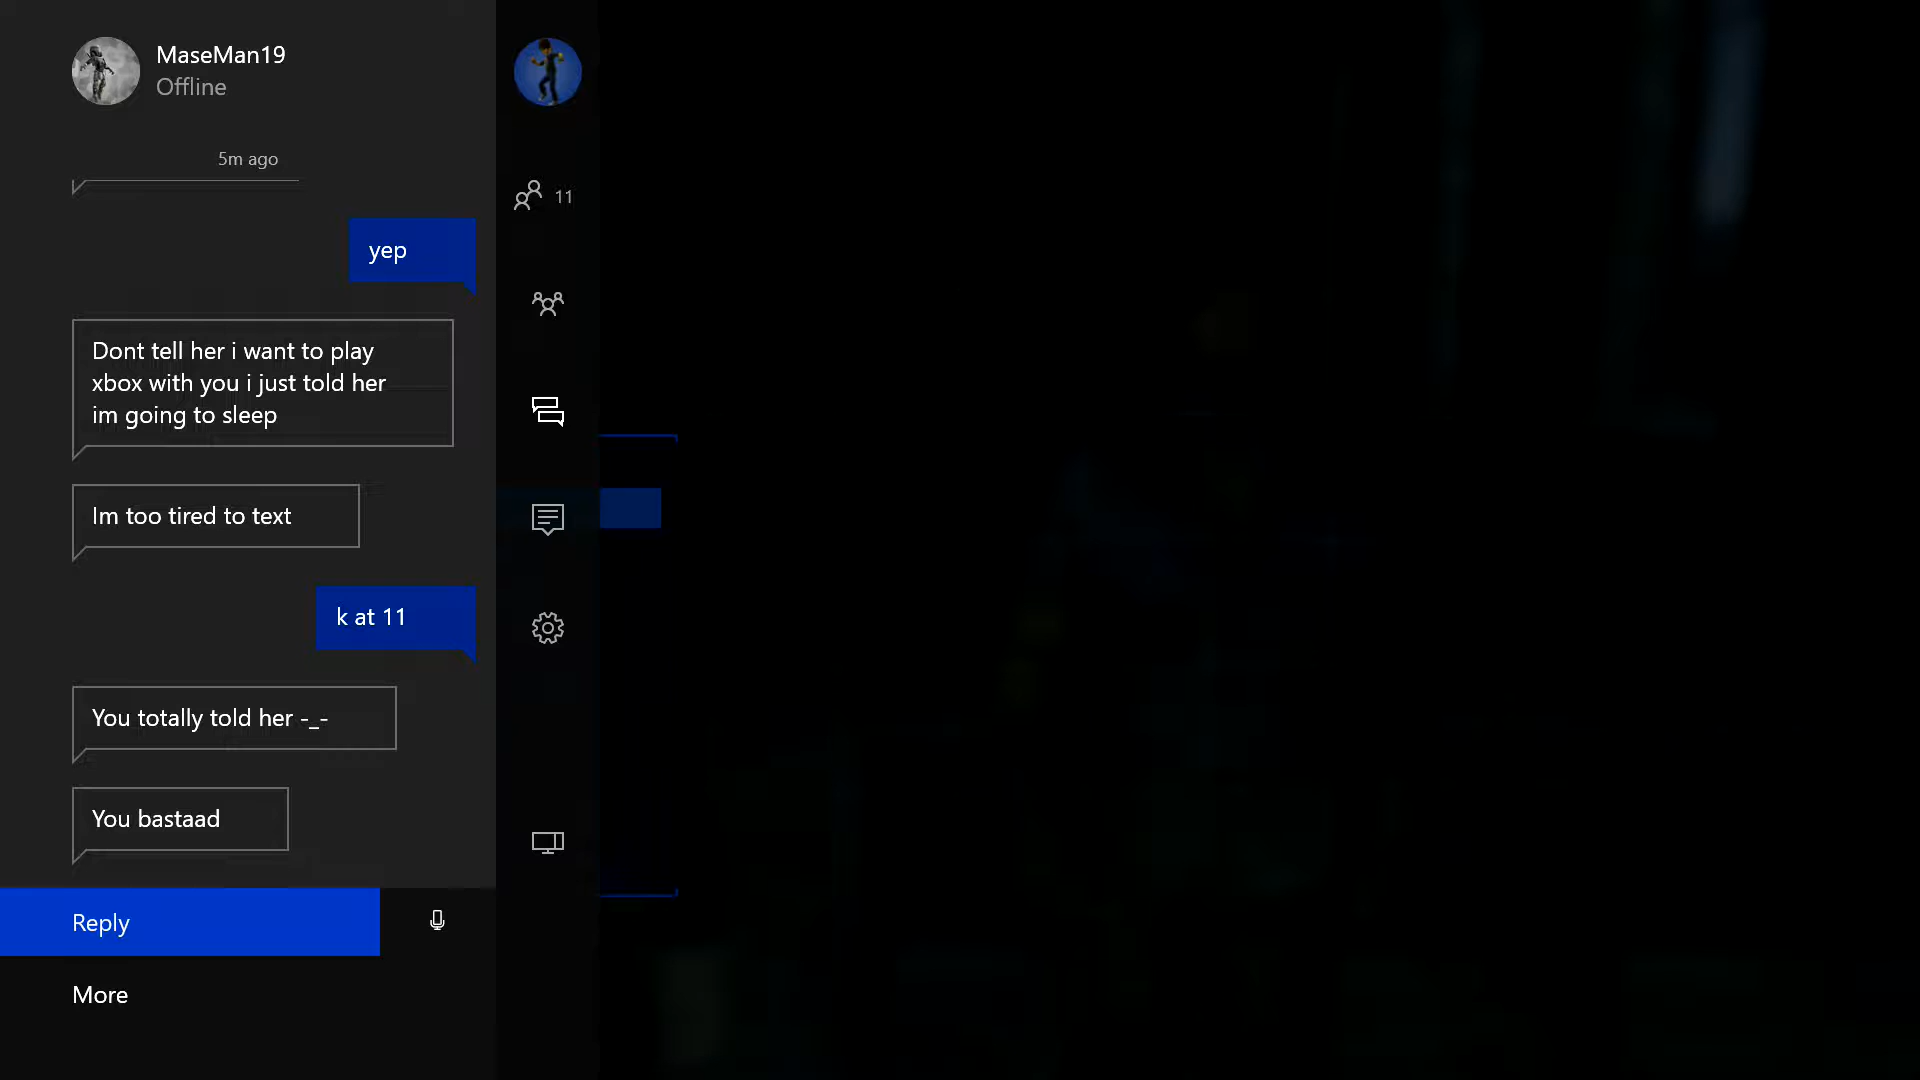 MaseMan19
Offline
5m ago
yep
Dont tell her i want to play
xbox with you i just told her
im going to sleep
Im too tired to text
k at 11
You totally told her -_-
You bastaad
Reply
More
11